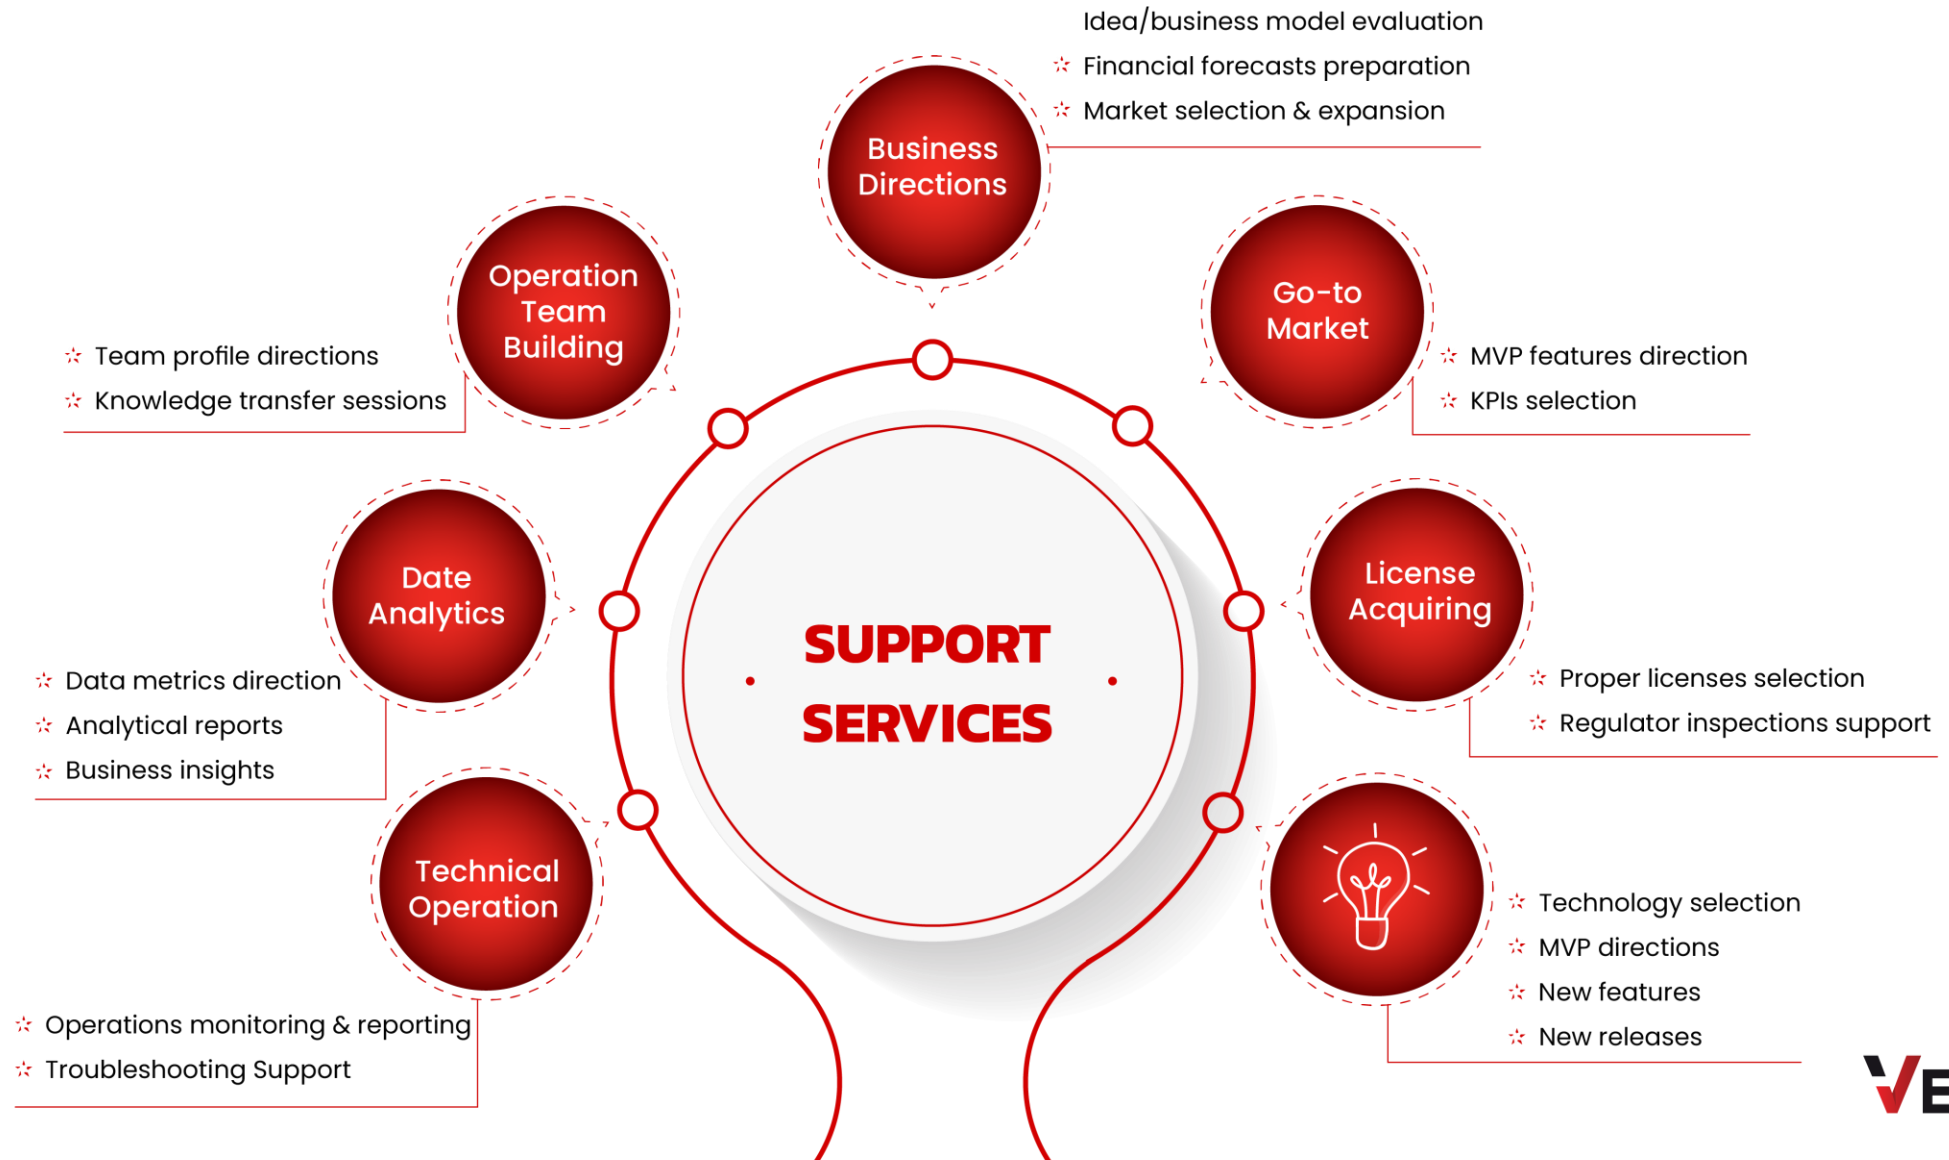 Idea/business model evaluation
Financial forecasts preparation
Market selection & expansion
Business
Directions
Operation
Team
Building
Team profile directions
Knowledge transfer sessions
Go-to
Market
MVP features direction
KPIs selection
Date
Analytics
Data metrics direction
Analytical reports
Business insights
License
Acquiring
Proper licenses selection
Regulator inspections support
SUPPORT
SERVICES
Technical
Operation
Operations monitoring & reporting
Troubleshooting Support
Technology selection
MVP directions
New features
New releases
VE